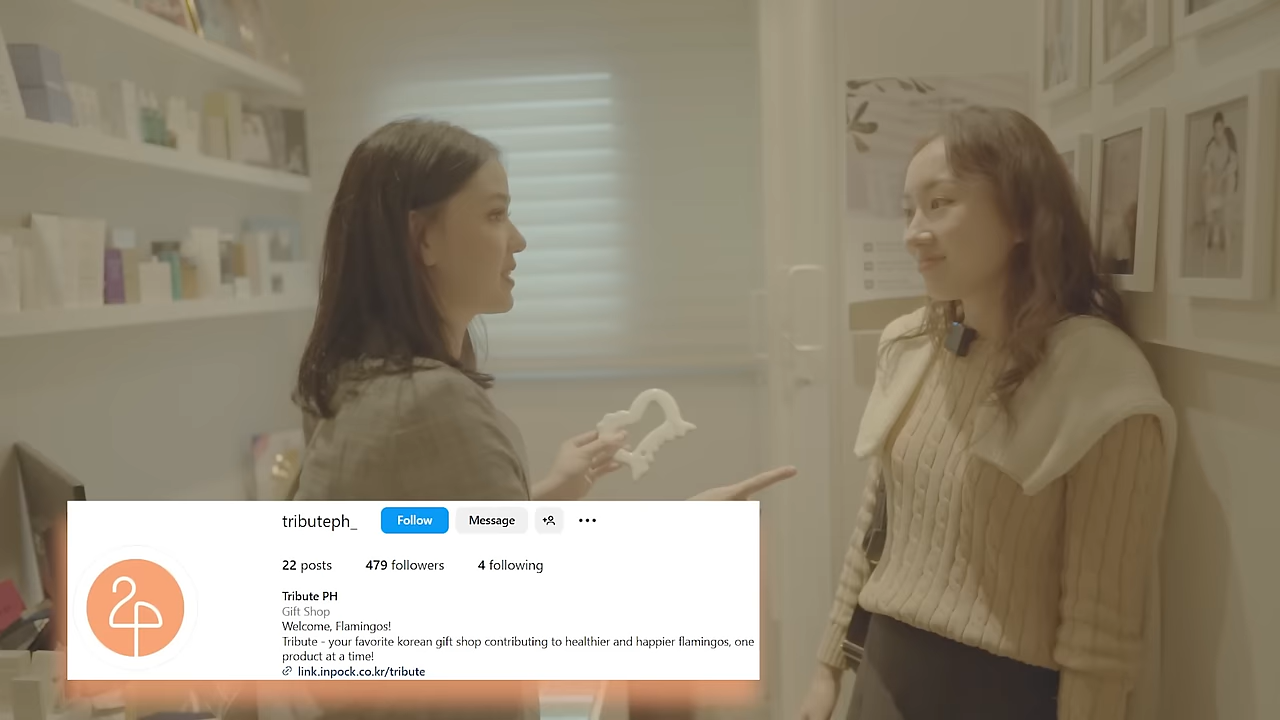 tributeph_ Follow Message
22 posts 479 followers 4 following
Tribute PH
Gift Shop
Welcome, Flamingos!
Tribute - your favorite korean gift shop contributing to healthier and happier flamingos, one
product at a time!
link.inpock.co.kr/tribute